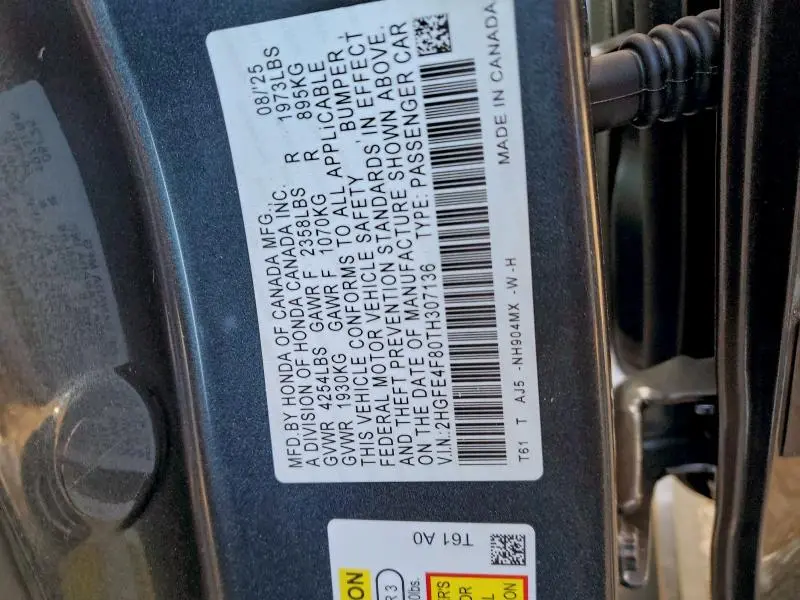 MFD.BY HONDA OF CANADA MFG., 08/'25
A DIVISION OF HONDA CANADA INC.
GVWR 4254LBS GAWR F 2358LBS R 1973LBS
GVWR 1930KG GAWR F 1070KG R 895KG
THIS VEHICLE CONFORMS TO ALL APPLICABLE
FEDERAL MOTOR VEHICLE SAFETY, BUMPER,
AND THEFT PREVENTION STANDARDS IN EFFECT
ON THE DATE OF MANUFACTURE SHOWN ABOVE.
V.I.N.:2HGFE4F80TH307136 TYPE: PASSENGER CAR
MADE IN CANADA
T61 T AJ5 -NH904MX -W -H
T61 A0